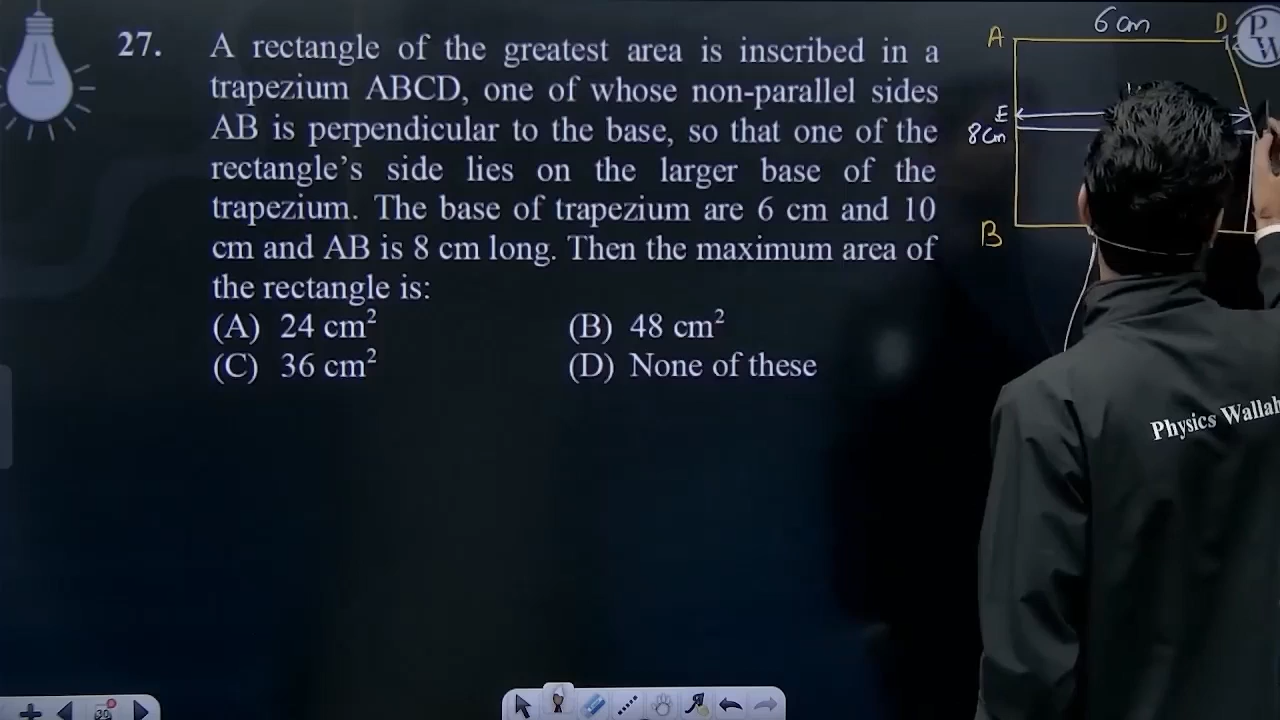 27. A rectangle of the greatest area is inscribed in a
trapezium ABCD, one of whose non-parallel sides
AB is perpendicular to the base, so that one of the
rectangle's side lies on the larger base of the
trapezium. The base of trapezium are 6 cm and 10
cm and AB is 8 cm long. Then the maximum area of
the rectangle is:
(A) 24 cm² (B) 48 cm²
(C) 36 cm² (D) None of these
6 cm
A D
E
8 cm
B
P
W
Physics Wallah